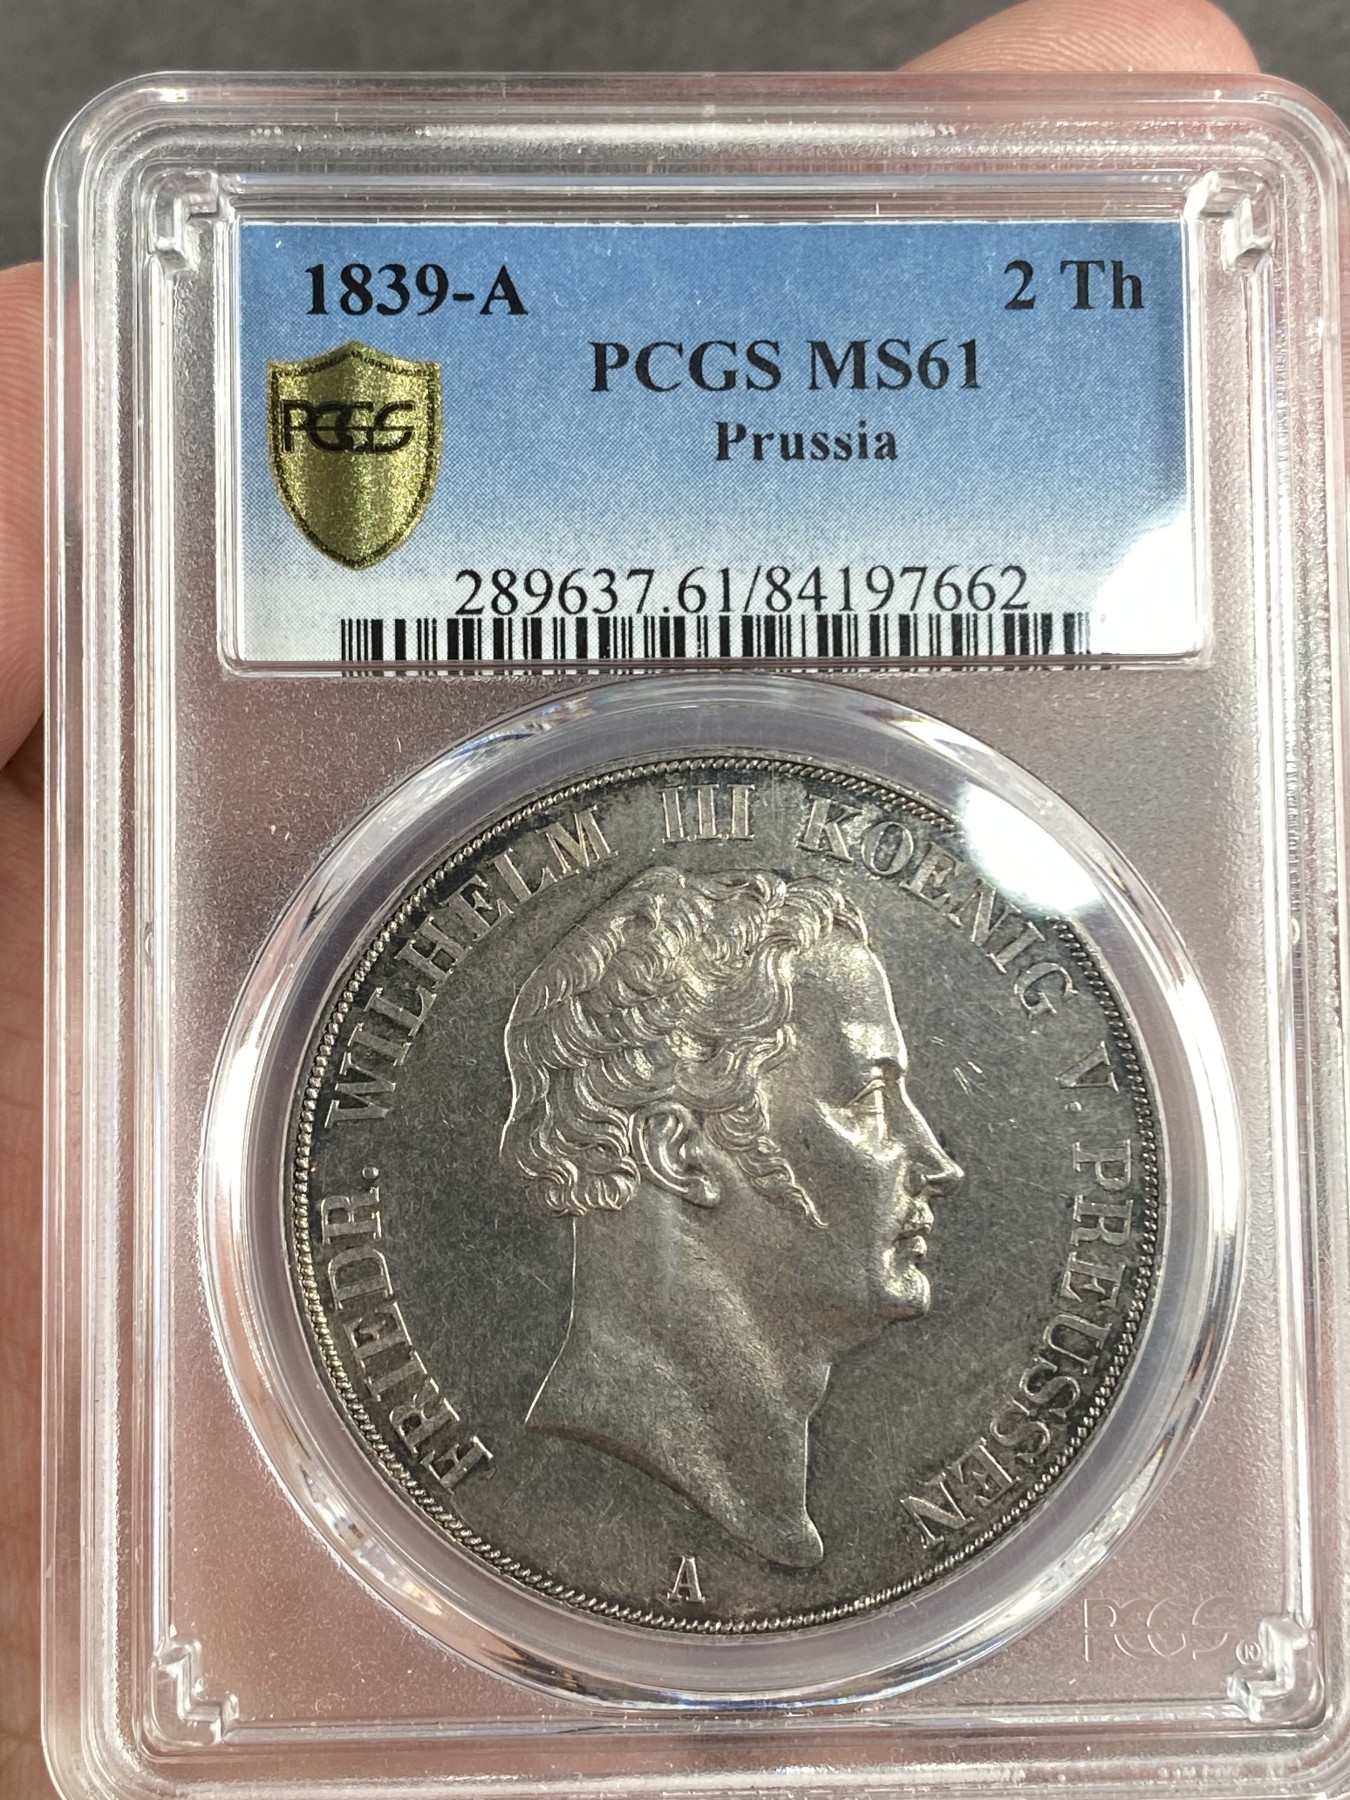 1839-A 2 Th
PCGS MS61
Prussia
PCGS
289637.61/84197662
FRIEDR. WILHELM III KOENIG V. PREUSSEN
A
PCGS®